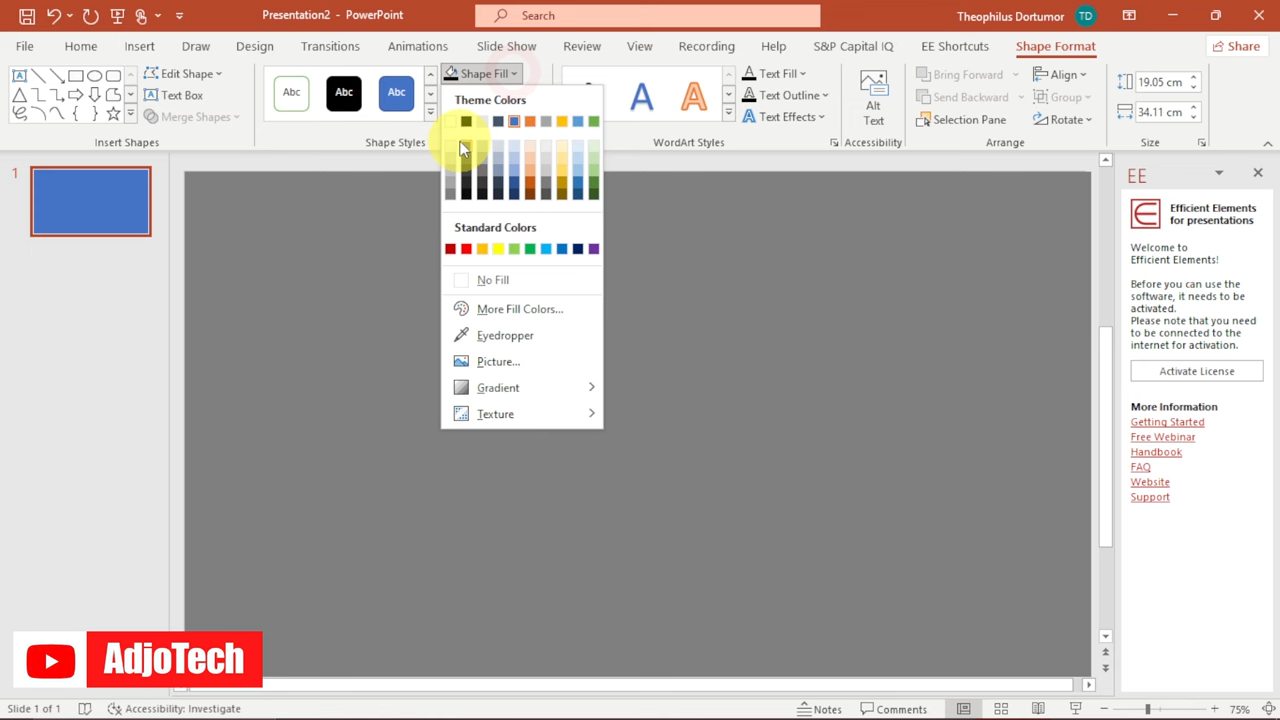 Presentation2 - PowerPoint
Search
Theophilus Dortumor
TD
File
Home
Insert
Draw
Design
Transitions
Animations
Slide Show
Review
View
Recording
Help
S&P Capital IQ
EE Shortcuts
Shape Format
Share
Edit Shape
Text Box
Merge Shapes
Insert Shapes
Abc
Abc
Abc
Shape Styles
Shape Fill
A
A
WordArt Styles
Text Fill
Text Outline
Text Effects
Alt
Text
Accessibility
Bring Forward
Send Backward
Selection Pane
Align
Group
Rotate
Arrange
19.05 cm
34.11 cm
Size
Theme Colors
Standard Colors
No Fill
More Fill Colors...
Eyedropper
Picture...
Gradient
Texture
1
EE
Efficient Elements
for presentations
Welcome to
Efficient Elements!
Before you can use the
software, it needs to be
activated.
Please note that you need
to be connected to the
internet for activation.
Activate License
More Information
Getting Started
Free Webinar
Handbook
FAQ
Website
Support
AdjoTech
Slide 1 of 1
Accessibility: Investigate
Notes
Comments
75%